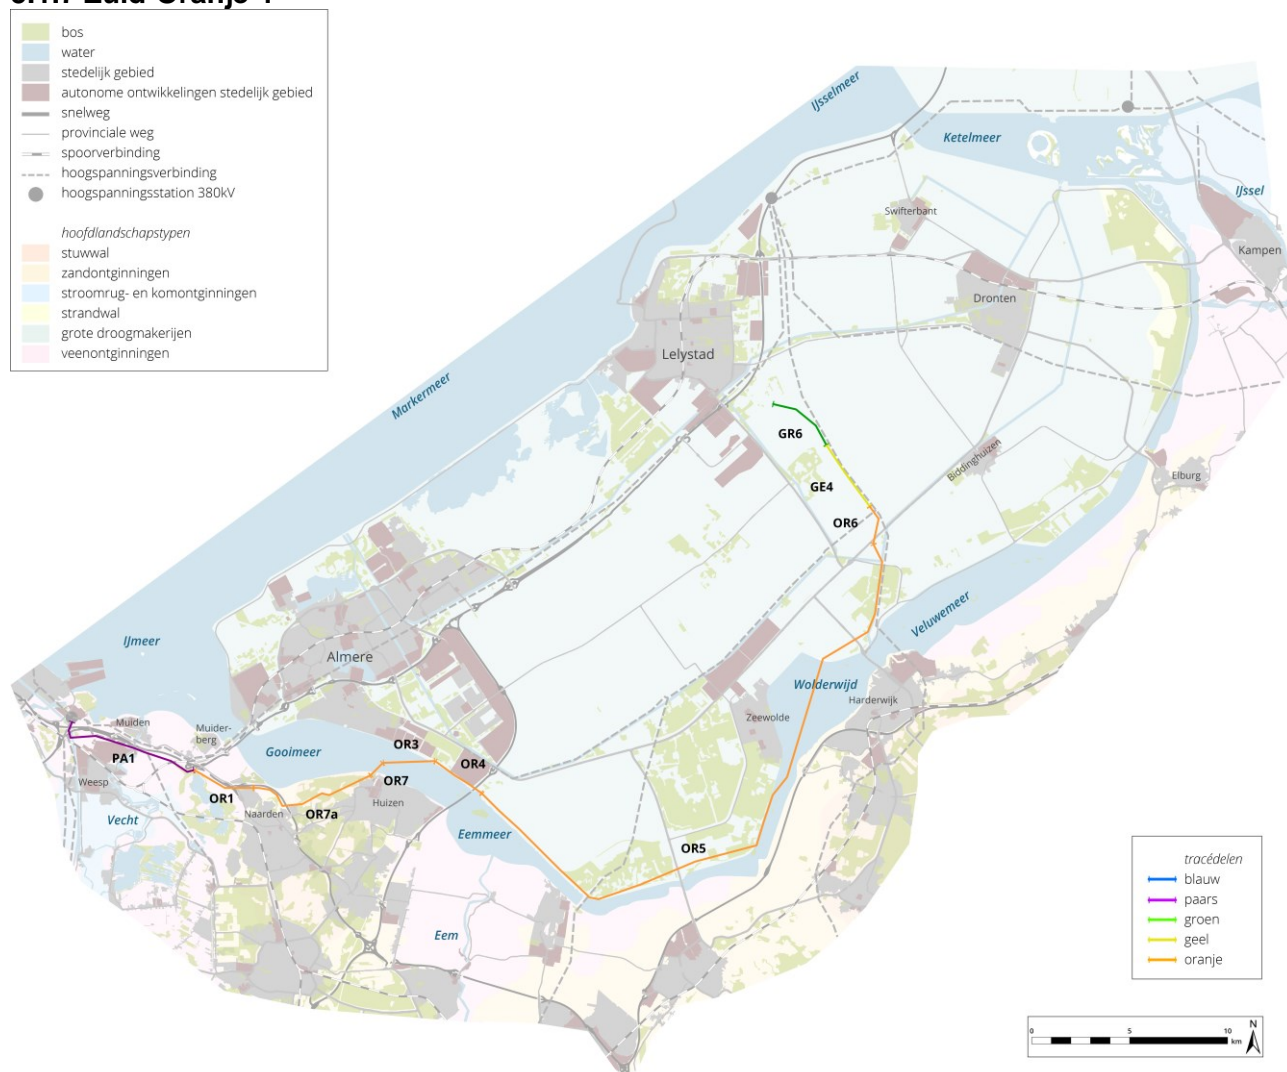 bos
water
stedelijk gebied
autonome ontwikkelingen stedelijk gebied
snelweg
provinciale weg
spoorverbinding
hoogspanningsverbinding
hoogspanningsstation 380kV
hoofdlandschapstypen
stuwwal
zandontginningen
stroomrug- en komontginningen
strandwal
grote droogmakerijen
veenontginningen
IJsselmeer
Ketelmeer
IJssel
Swifterbant
Kampen
Dronten
Lelystad
Markermeer
GR6
Biddinghuizen
Elburg
GE4
OR6
Veluwemeer
IJmeer
Almere
Wolderwijd
Harderwijk
Zeewolde
Muiden
Muider-
berg
Gooimeer
OR3
PA1
OR4
Weesp
OR7
OR1
Huizen
Naarden
OR7a
Vecht
Eemmeer
OR5
Eem
tracédelen
blauw
paars
groen
geel
oranje
0 5 10
km
N